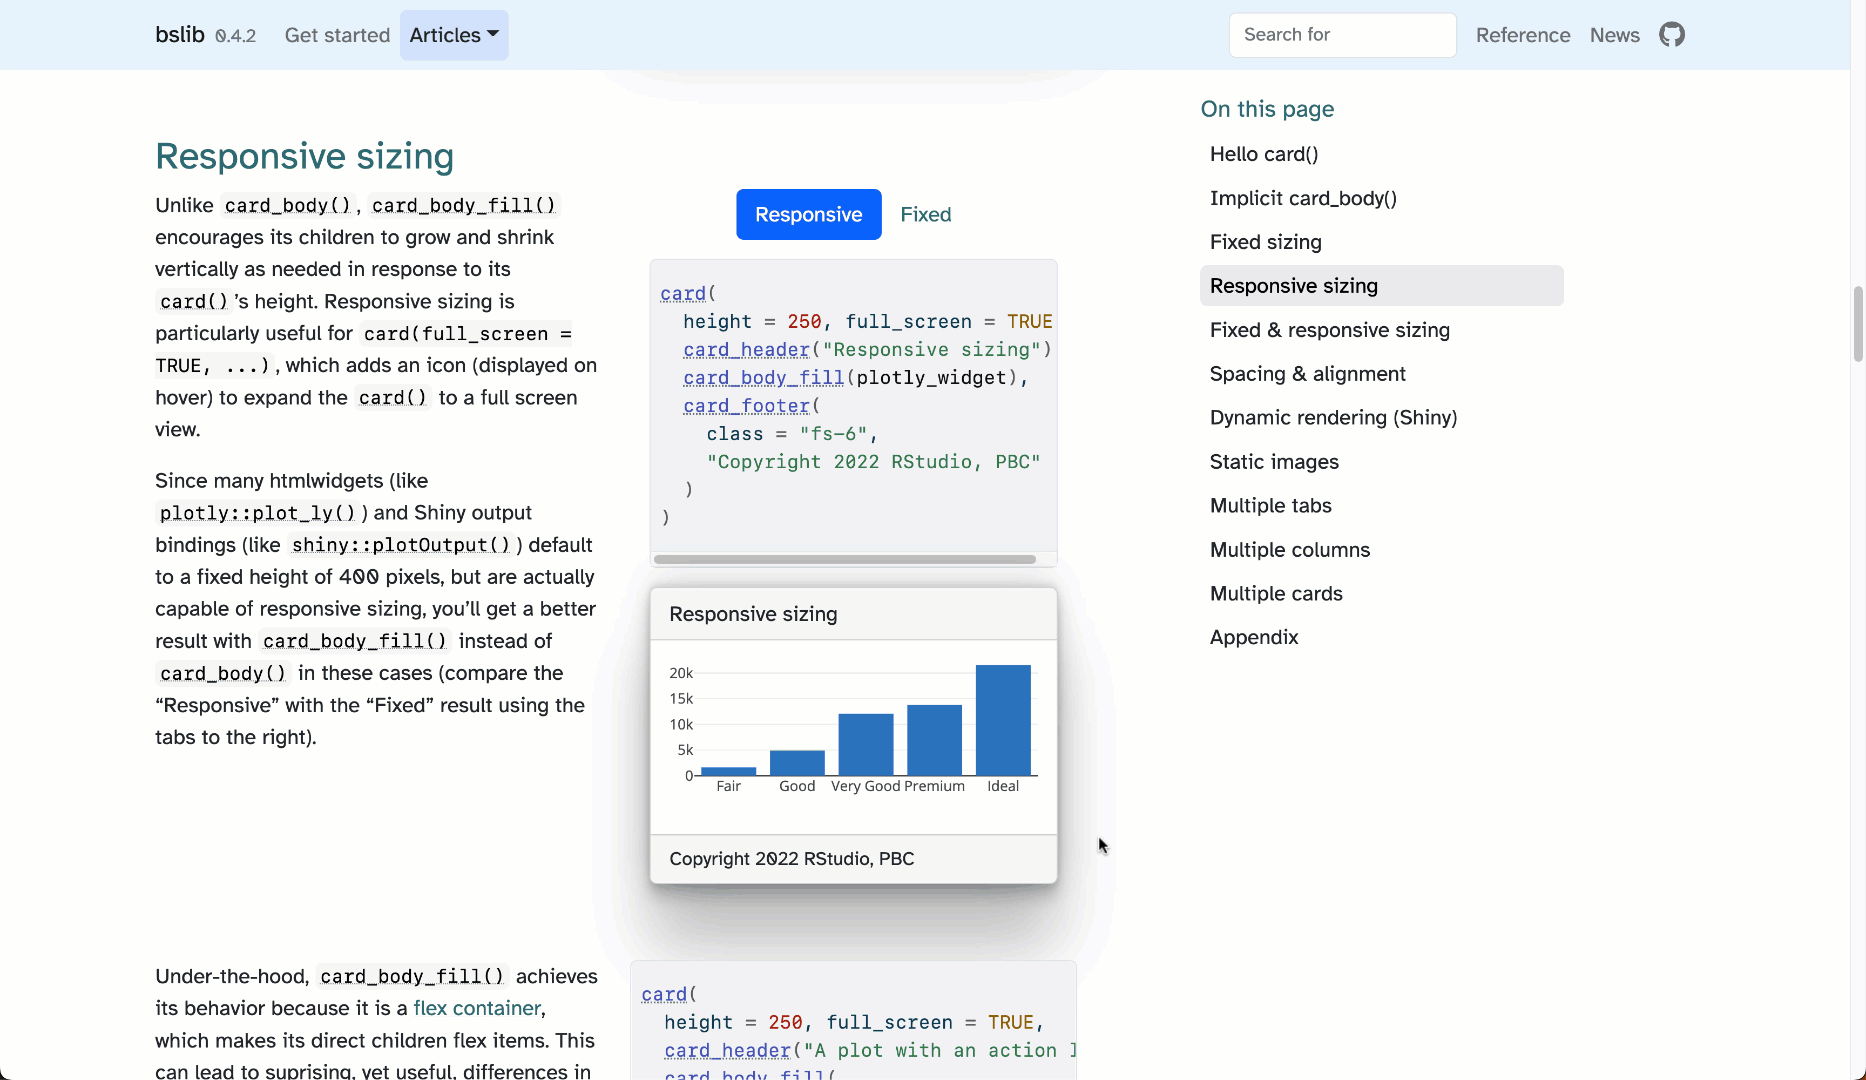 bslib 0.4.2 Get started Articles Search for Reference News
Responsive sizing
Unlike card_body(), card_body_fill()
encourages its children to grow and shrink
vertically as needed in response to its
card()’s height. Responsive sizing is
particularly useful for card(full_screen =
TRUE, ...), which adds an icon (displayed on
hover) to expand the card() to a full screen
view.
Since many htmlwidgets (like
plotly::plot_ly()) and Shiny output
bindings (like shiny::plotOutput()) default
to a fixed height of 400 pixels, but are actually
capable of responsive sizing, you’ll get a better
result with card_body_fill() instead of
card_body() in these cases (compare the
“Responsive” with the “Fixed” result using the
tabs to the right).
Responsive Fixed
card(
height = 250, full_screen = TRUE
card_header("Responsive sizing")
card_body_fill(plotly_widget),
card_footer(
class = "fs-6",
"Copyright 2022 RStudio, PBC"
)
)
Responsive sizing
20k
15k
10k
5k
0
Fair Good Very Good Premium Ideal
Copyright 2022 RStudio, PBC
Under-the-hood, card_body_fill() achieves
its behavior because it is a flex container,
which makes its direct children flex items. This
can lead to suprising, yet useful, differences in
card(
height = 250, full_screen = TRUE,
card_header("A plot with an action
card_body_fill(
On this page
Hello card()
Implicit card_body()
Fixed sizing
Responsive sizing
Fixed & responsive sizing
Spacing & alignment
Dynamic rendering (Shiny)
Static images
Multiple tabs
Multiple columns
Multiple cards
Appendix